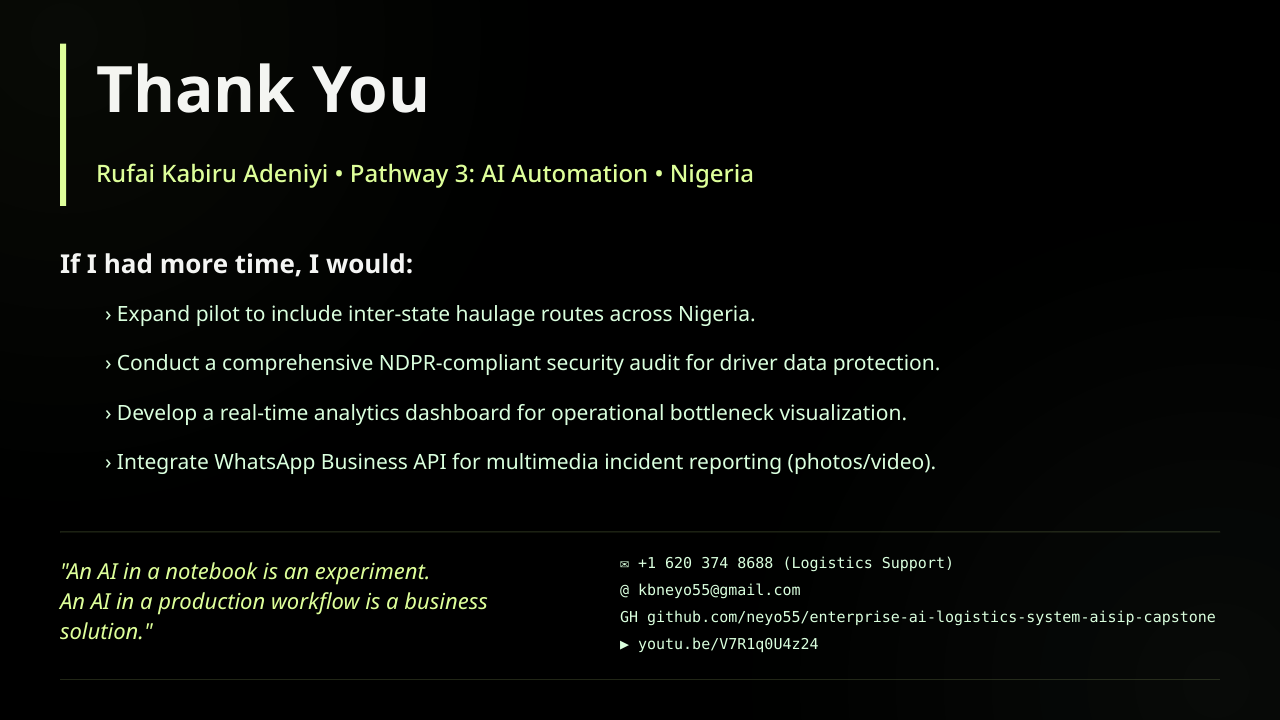 Thank You
Rufai Kabiru Adeniyi • Pathway 3: AI Automation • Nigeria
If I had more time, I would:
› Expand pilot to include inter-state haulage routes across Nigeria.
› Conduct a comprehensive NDPR-compliant security audit for driver data protection.
› Develop a real-time analytics dashboard for operational bottleneck visualization.
› Integrate WhatsApp Business API for multimedia incident reporting (photos/video).
"An AI in a notebook is an experiment.
An AI in a production workflow is a business
solution."
✉ +1 620 374 8688 (Logistics Support)
@ kbneyo55@gmail.com
GH github.com/neyo55/enterprise-ai-logistics-system-aisip-capstone
▶ youtu.be/V7R1q0U4z24